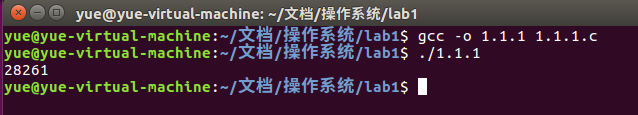 yue@yue-virtual-machine: ~/文档/操作系统/lab1
yue@yue-virtual-machine:~/文档/操作系统/lab1$ gcc -o 1.1.1 1.1.1.c
yue@yue-virtual-machine:~/文档/操作系统/lab1$ ./1.1.1
28261
yue@yue-virtual-machine:~/文档/操作系统/lab1$